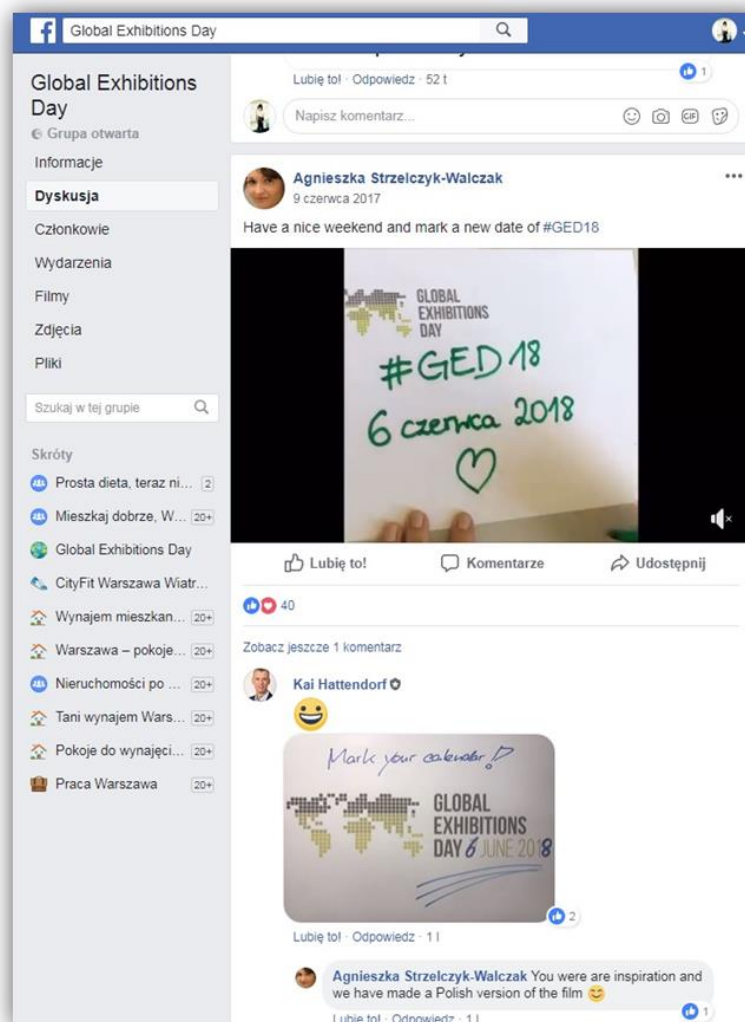 Global Exhibitions Day
Global Exhibitions
Day
Grupa otwarta
Informacje
Dyskusja
Członkowie
Wydarzenia
Filmy
Zdjęcia
Pliki
Szukaj w tej grupie
Skróty
Prosta dieta, teraz ni... 2
Mieszkaj dobrze, W... 20+
Global Exhibitions Day
CityFit Warszawa Wiatr...
Wynajem mieszkan... 20+
Warszawa – pokoje... 20+
Nieruchomości po ... 20+
Tani wynajem Wars... 20+
Pokoje do wynajęci... 20+
Praca Warszawa 20+
Lubię to! · Odpowiedz · 52 t
1
Napisz komentarz...
GIF
Agnieszka Strzelczyk-Walczak
9 czerwca 2017
Have a nice weekend and mark a new date of #GED18
GLOBAL
EXHIBITIONS
DAY
#GED 18
6 czerwca 2018
Lubię to! Komentarze Udostępnij
40
Zobacz jeszcze 1 komentarz
Kai Hattendorf
Mark your calendar!
GLOBAL
EXHIBITIONS
DAY 6 JUNE 2018
2
Lubię to! · Odpowiedz · 1 l
Agnieszka Strzelczyk-Walczak You were are inspiration and
we have made a Polish version of the film
1
Lubię to! · Odpowiedz · 1 l